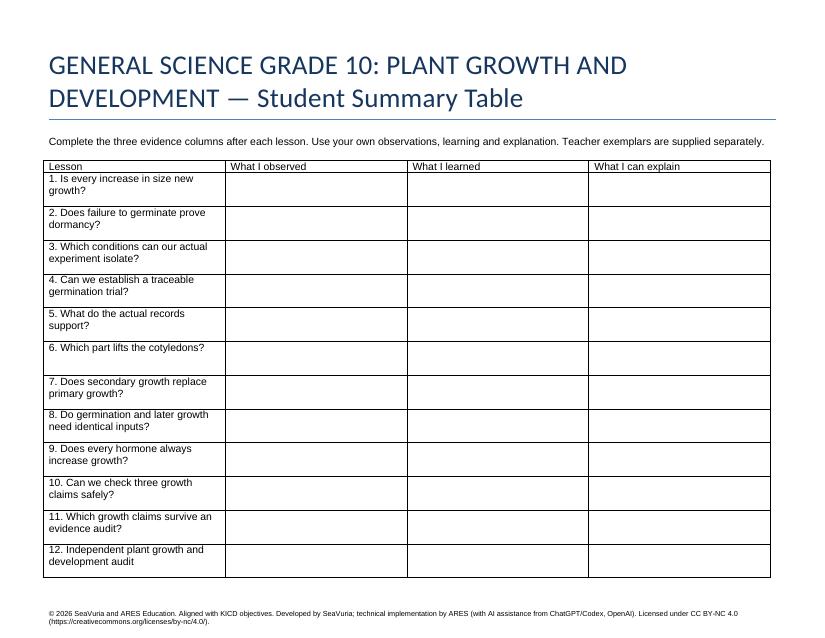 GENERAL SCIENCE GRADE 10: PLANT GROWTH AND
DEVELOPMENT — Student Summary Table
Complete the three evidence columns after each lesson. Use your own observations, learning and explanation. Teacher exemplars are supplied separately.
Lesson What I observed What I learned What I can explain
1. Is every increase in size new
growth?
2. Does failure to germinate prove
dormancy?
3. Which conditions can our actual
experiment isolate?
4. Can we establish a traceable
germination trial?
5. What do the actual records
support?
6. Which part lifts the cotyledons?
7. Does secondary growth replace
primary growth?
8. Do germination and later growth
need identical inputs?
9. Does every hormone always
increase growth?
10. Can we check three growth
claims safely?
11. Which growth claims survive an
evidence audit?
12. Independent plant growth and
development audit
© 2026 SeaVuria and ARES Education. Aligned with KICD objectives. Developed by SeaVuria; technical implementation by ARES (with AI assistance from ChatGPT/Codex, OpenAI). Licensed under CC BY-NC 4.0
(https://creativecommons.org/licenses/by-nc/4.0/).